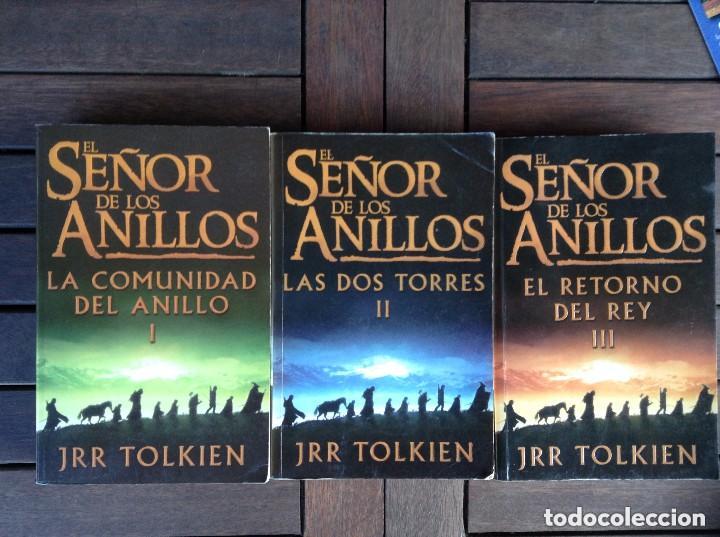 EL
SEÑOR
DE LOS
ANILLOS
LA COMUNIDAD
DEL ANILLO
I
JRR TOLKIEN
EL
SEÑOR
DE LOS
ANILLOS
LAS DOS TORRES
II
JRR TOLKIEN
EL
SEÑOR
DE LOS
ANILLOS
EL RETORNO
DEL REY
III
JRR TOLKIEN
todocoleccion